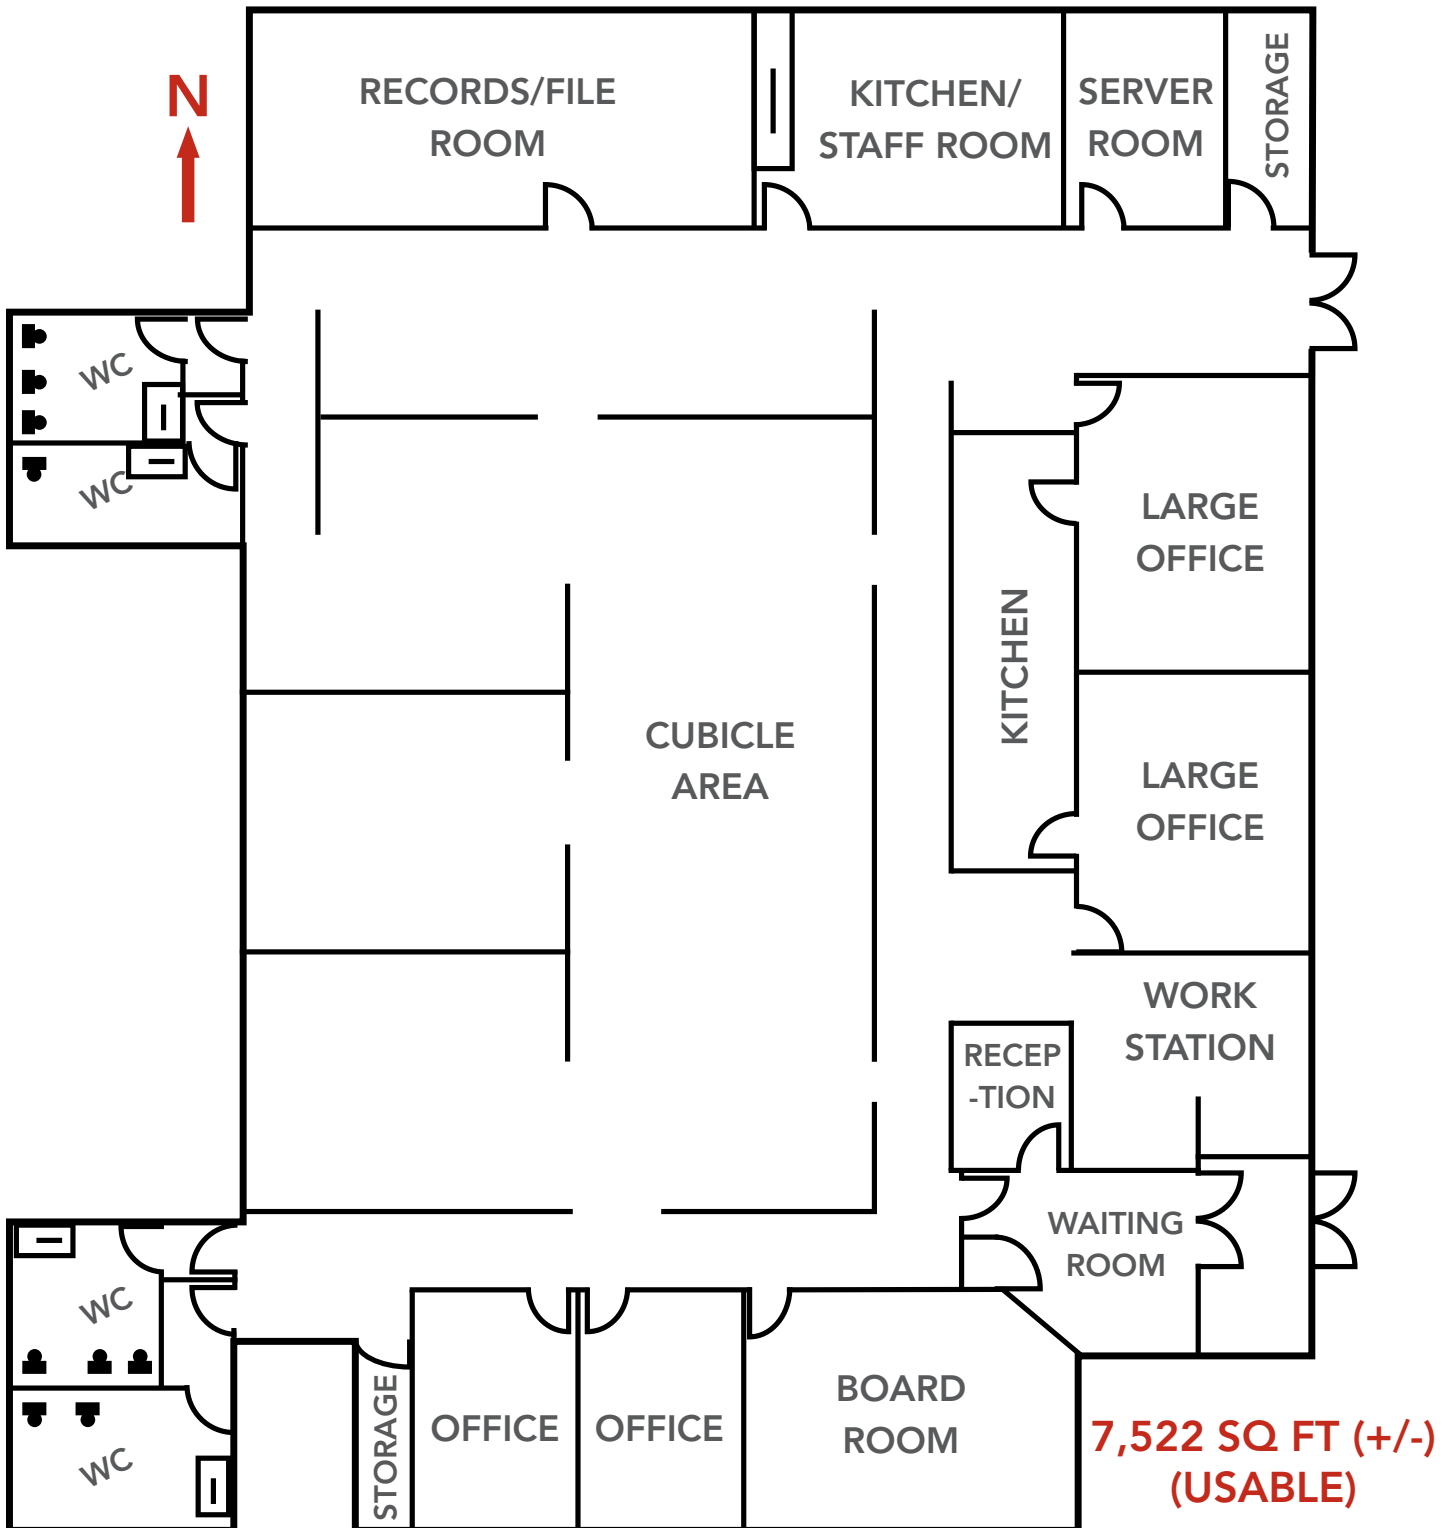 N
RECORDS/FILE
ROOM
KITCHEN/
STAFF ROOM
SERVER
ROOM
STORAGE
WC
WC
LARGE
OFFICE
KITCHEN
CUBICLE
AREA
LARGE
OFFICE
WORK
STATION
RECEP
-TION
WAITING
ROOM
WC
WC
STORAGE
OFFICE
OFFICE
BOARD
ROOM
7,522 SQ FT (+/-)
(USABLE)